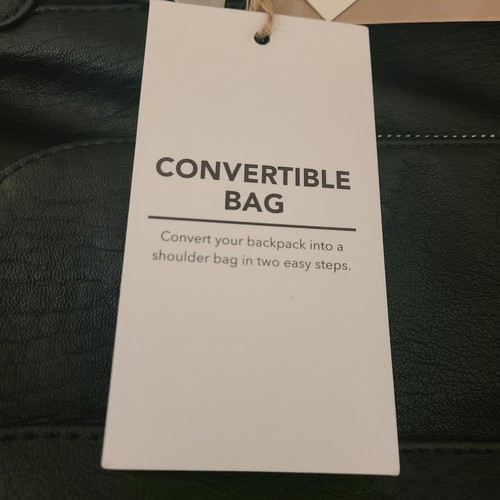 CONVERTIBLE
BAG
Convert your backpack into a
shoulder bag in two easy steps.